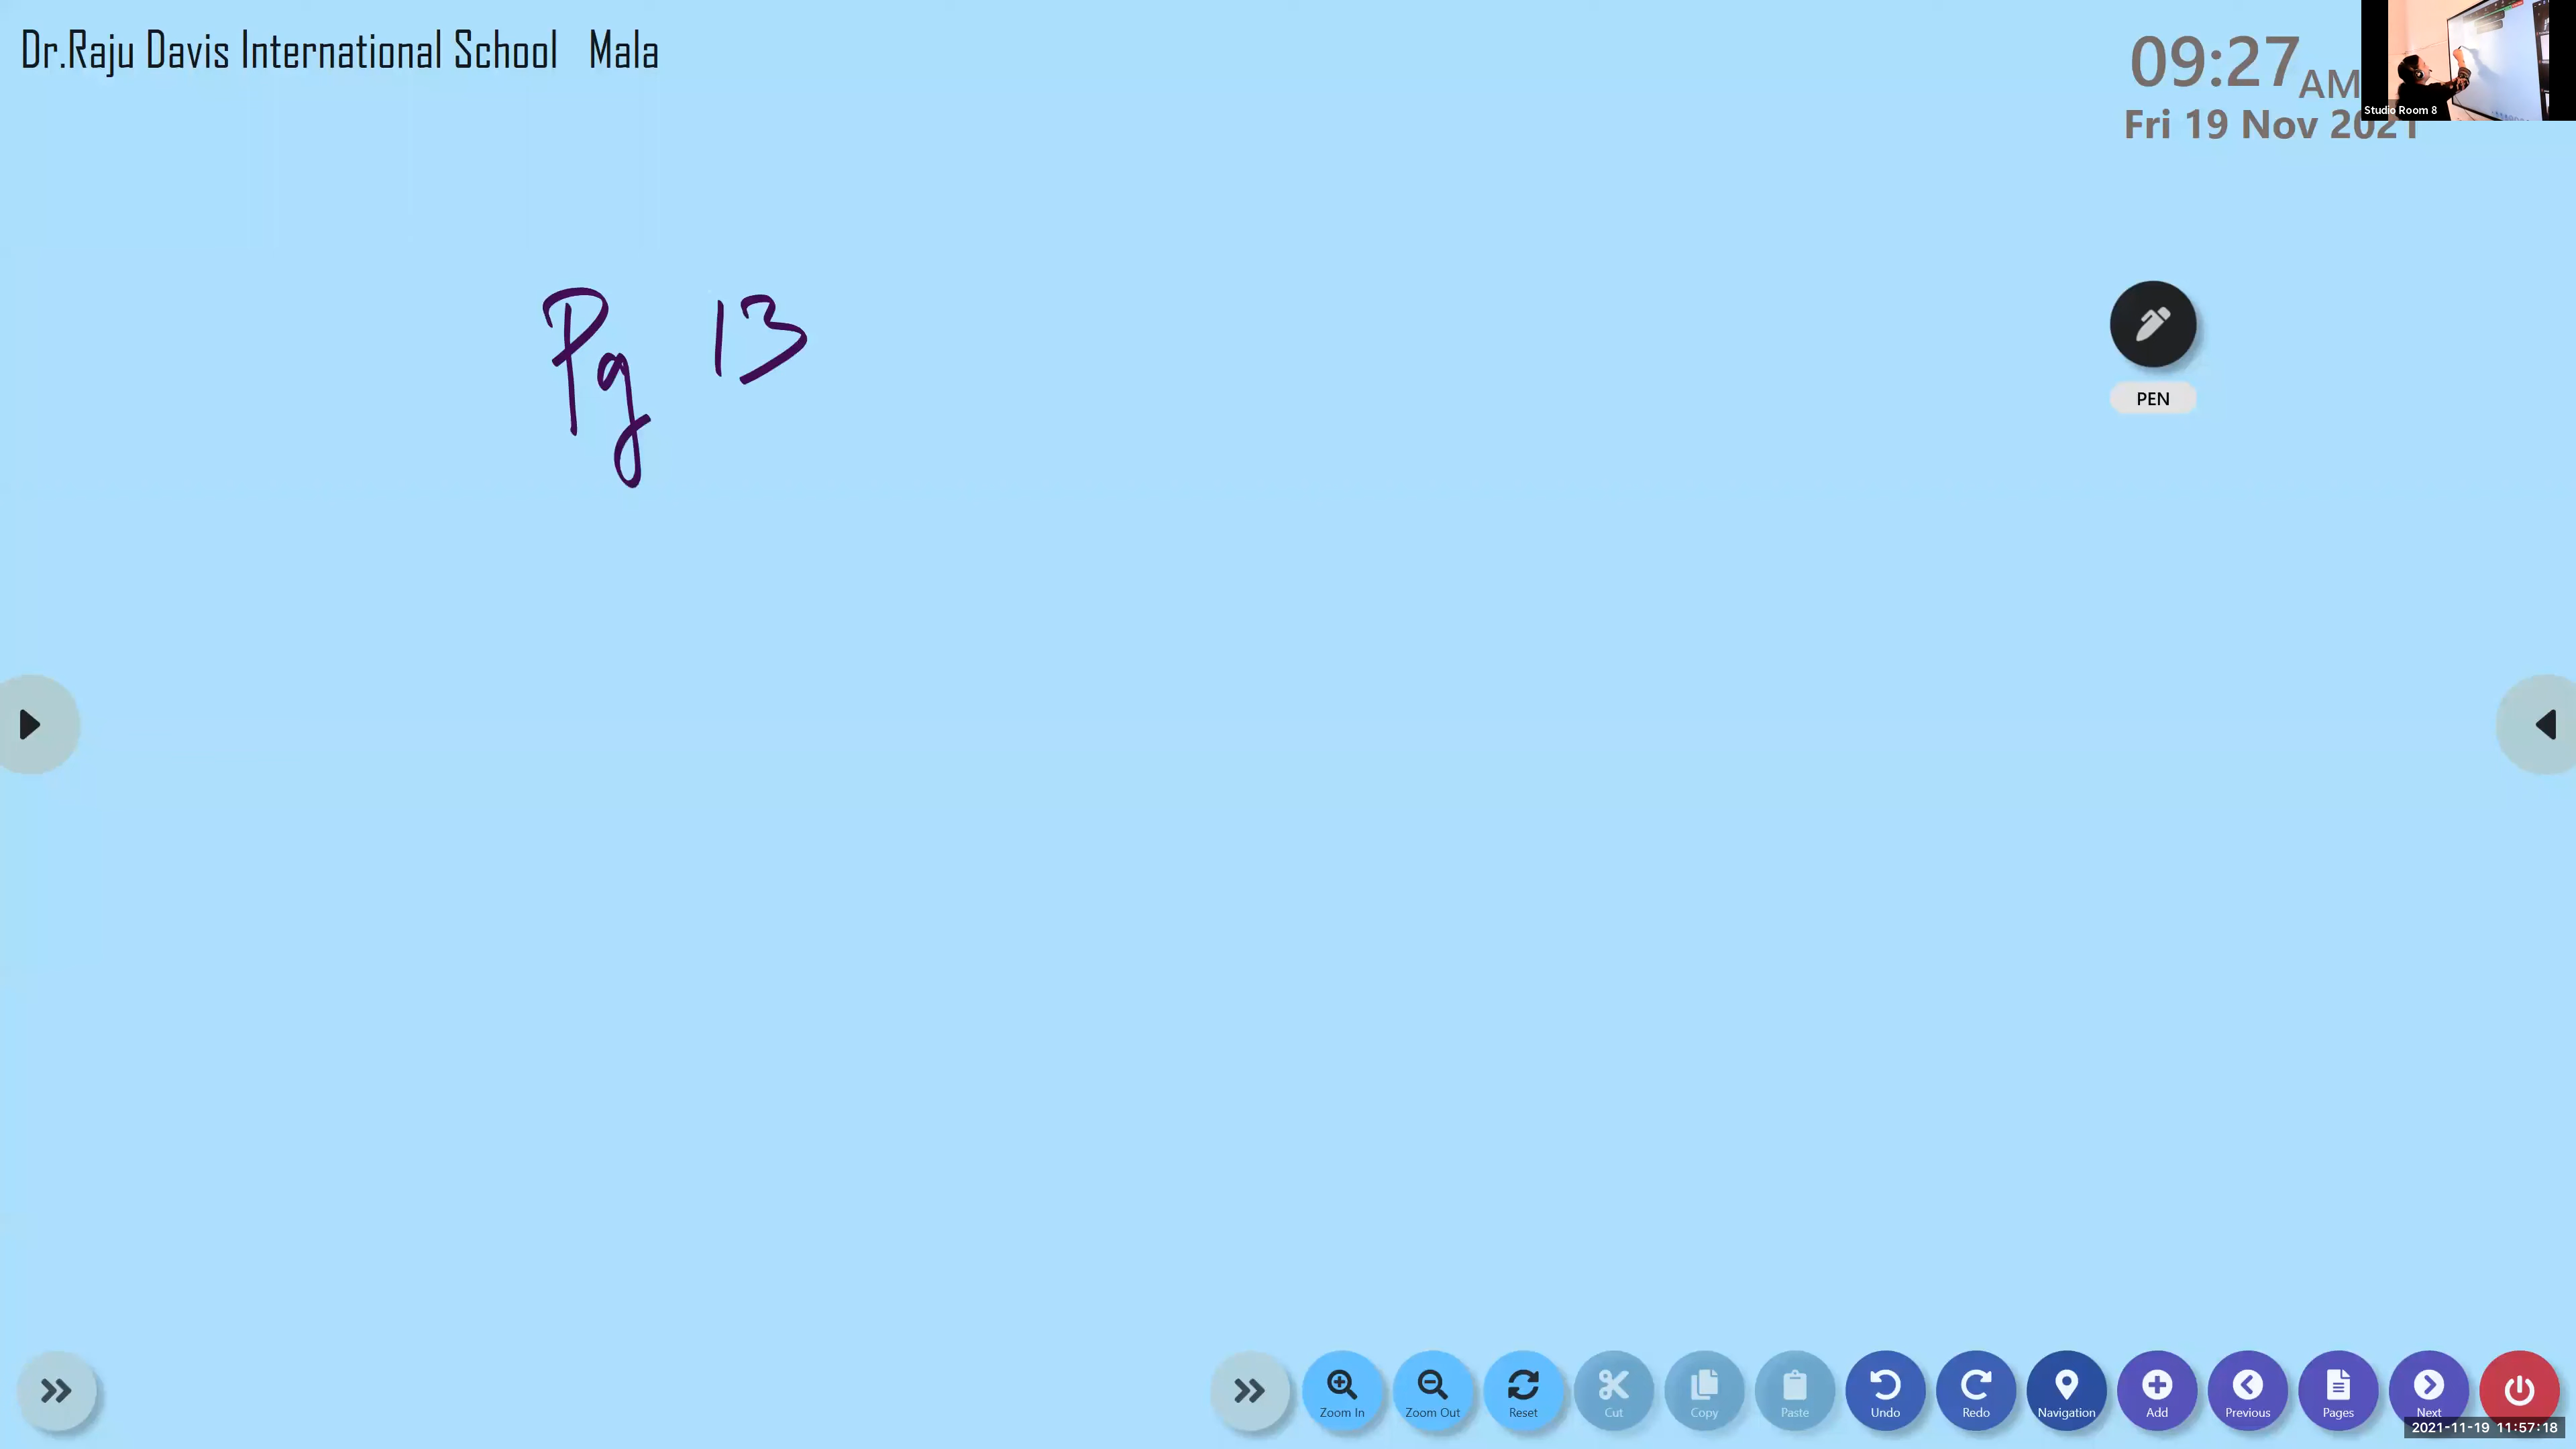 Dr.Raju Davis International School Mala
09:27 AM
Fri 19 Nov 2021
Studio Room 8
Pg 13
PEN
Zoom In
Zoom Out
Reset
Cut
Copy
Paste
Undo
Redo
Navigation
Add
Previous
Pages
Next
2021-11-19 11:57:18